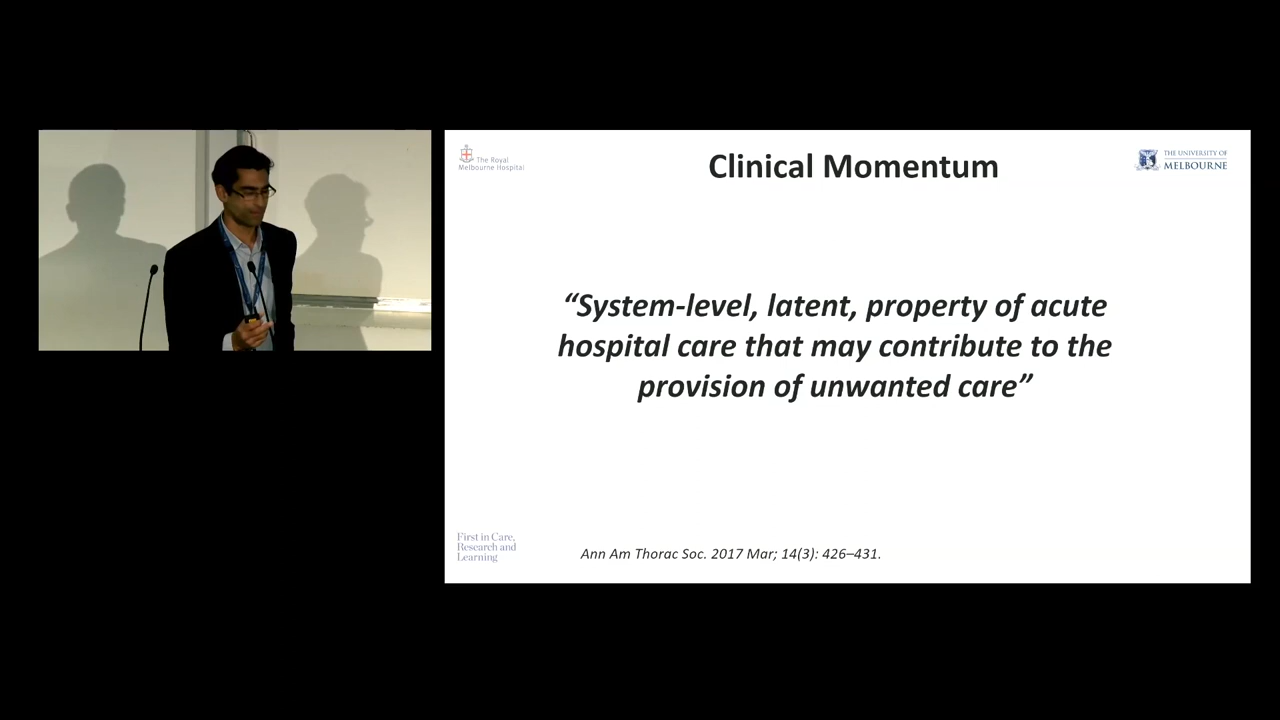 The Royal
Melbourne Hospital
Clinical Momentum
THE UNIVERSITY OF
MELBOURNE
“System-level, latent, property of acute
hospital care that may contribute to the
provision of unwanted care”
First in Care,
Research and
Learning
Ann Am Thorac Soc. 2017 Mar; 14(3): 426–431.